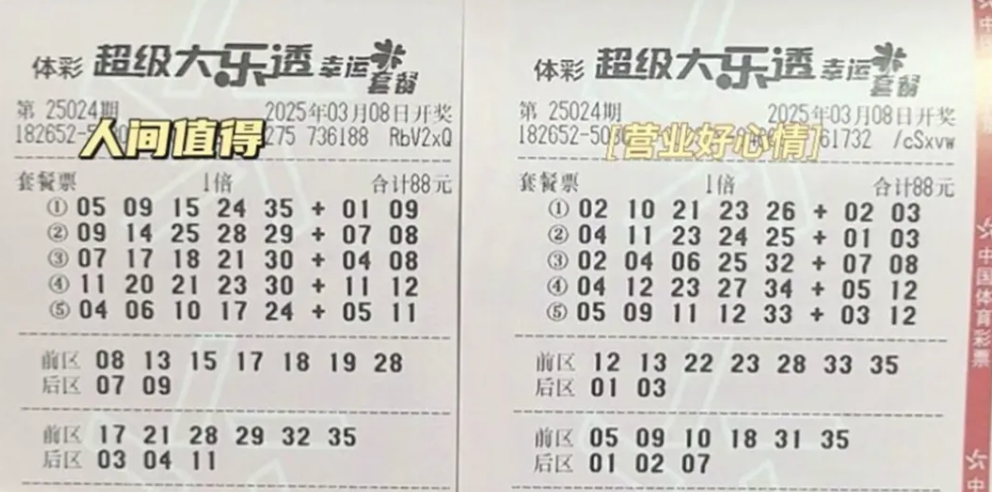 体彩 超级大乐透 幸运套餐
第 25024期 2025年03月08日开奖
182652-5 275 736188 RbV2xQ
人间值得
套餐票 1倍 合计88元
① 05 09 15 24 35 + 01 09
② 09 14 25 28 29 + 07 08
③ 07 17 18 21 30 + 04 08
④ 11 20 21 23 30 + 11 12
⑤ 04 06 10 17 24 + 05 11
前区 08 13 15 17 18 19 28
后区 07 09
前区 17 21 28 29 32 35
后区 03 04 11
体彩 超级大乐透 幸运套餐
第 25024期 2025年03月08日开奖
182652-50 61732 /cSxvw
[营业好心情]
套餐票 1倍 合计88元
① 02 10 21 23 26 + 02 03
② 04 11 23 24 25 + 01 03
③ 02 04 06 25 32 + 07 08
④ 04 12 23 27 34 + 05 12
⑤ 05 09 11 12 33 + 03 12
前区 12 13 22 23 28 33 35
后区 01 03
前区 05 09 10 18 31 35
后区 01 02 07
中国
中国体育彩票
中